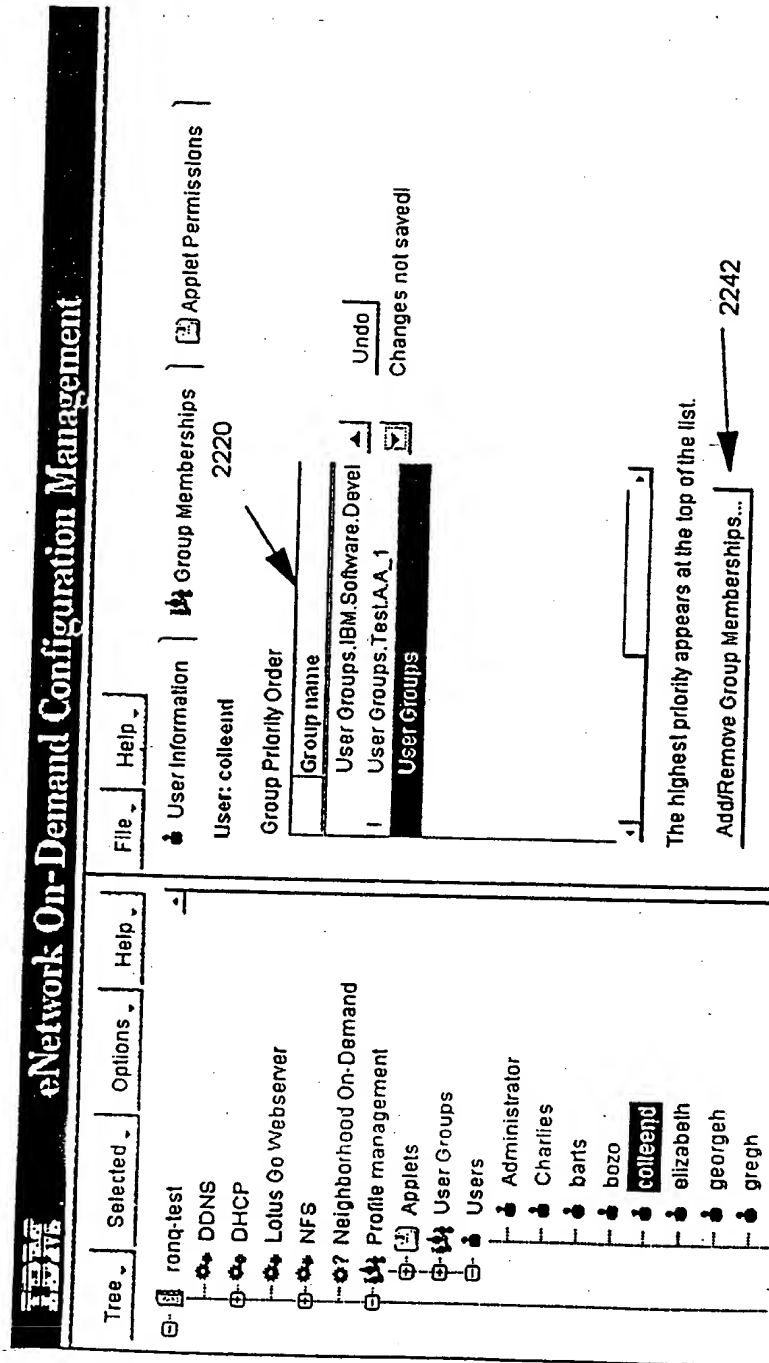 IBM
eNetwork On-Demand Configuration Management
Tree Selected Options Help
ronq-test
DDNS
DHCP
Lotus Go Webserver
NFS
? Neighborhood On-Demand
Profile management
Applets
User Groups
Users
Administrator
Charlies
barts
bozo
colleend
elizabeth
georgeh
gregh
File Help
User Information Group Memberships Applet Permissions
User: colleend
2220
Group Priority Order
Group name
User Groups.IBM.Software.Devel
User Groups.Test.A.A_1
User Groups
Undo
Changes not saved!
The highest priority appears at the top of the list.
Add/Remove Group Memberships...
2242